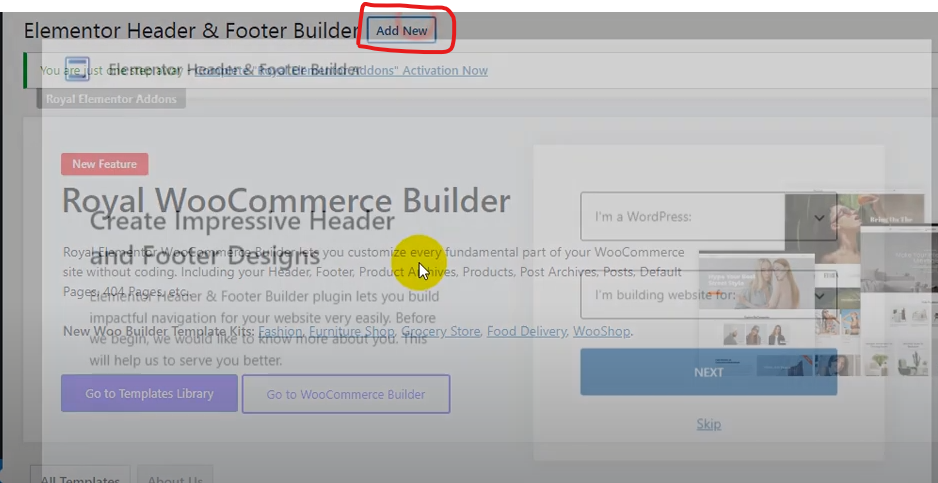 Elementor Header & Footer Builder Add New
Elementor Header & Footer Builder
You are just one step away - "Royal Elementor Addons" Activation Now
Royal Elementor Addons
New Feature
Royal WooCommerce Builder
Create Impressive Header
and Footer Designs
Royal Elementor WooCommerce Builder lets you customize every fundamental part of your WooCommerce
site without coding. Including your Header, Footer, Product Archives, Products, Post Archives, Posts, Default
Pages, 404 Pages, etc.
Elementor Header & Footer Builder plugin lets you build
impactful navigation for your website very easily. Before
we begin, we would like to know more about you. This
will help us to serve you better.
New Woo Builder Template Kits: Fashion, Furniture Shop, Grocery Store, Food Delivery, WooShop.
Go to Templates Library Go to WooCommerce Builder
I'm a WordPress:
I'm building website for:
NEXT
Skip
All Templates About Us